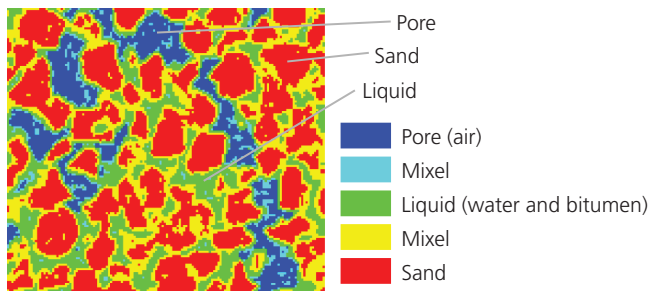 Pore
Sand
Liquid
Pore (air)
Mixel
Liquid (water and bitumen)
Mixel
Sand